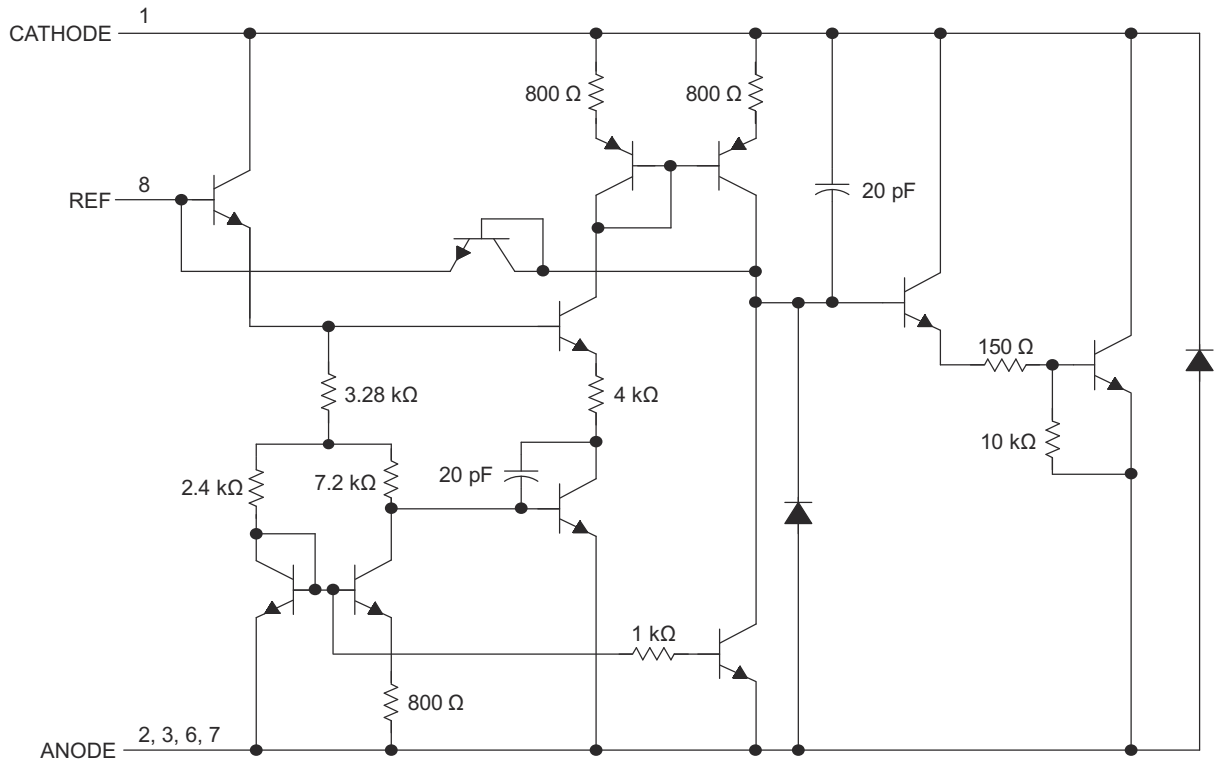 1
CATHODE
800 Ω
800 Ω
8
REF
20 pF
150 Ω
3.28 kΩ
4 kΩ
10 kΩ
2.4 kΩ
7.2 kΩ
20 pF
1 kΩ
800 Ω
2, 3, 6, 7
ANODE